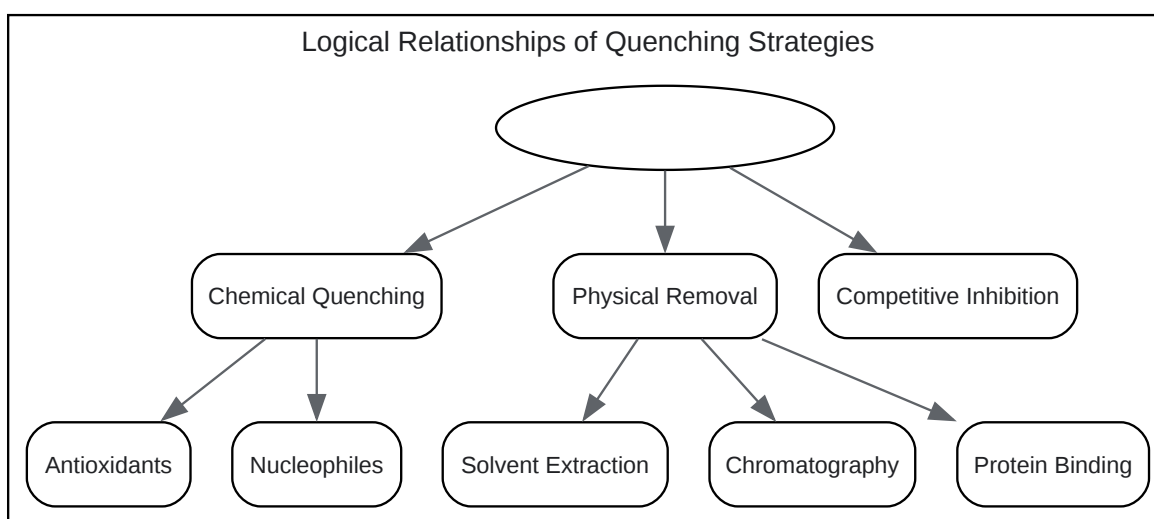 Logical Relationships of Quenching Strategies
Chemical Quenching
Physical Removal
Competitive Inhibition
Antioxidants
Nucleophiles
Solvent Extraction
Chromatography
Protein Binding